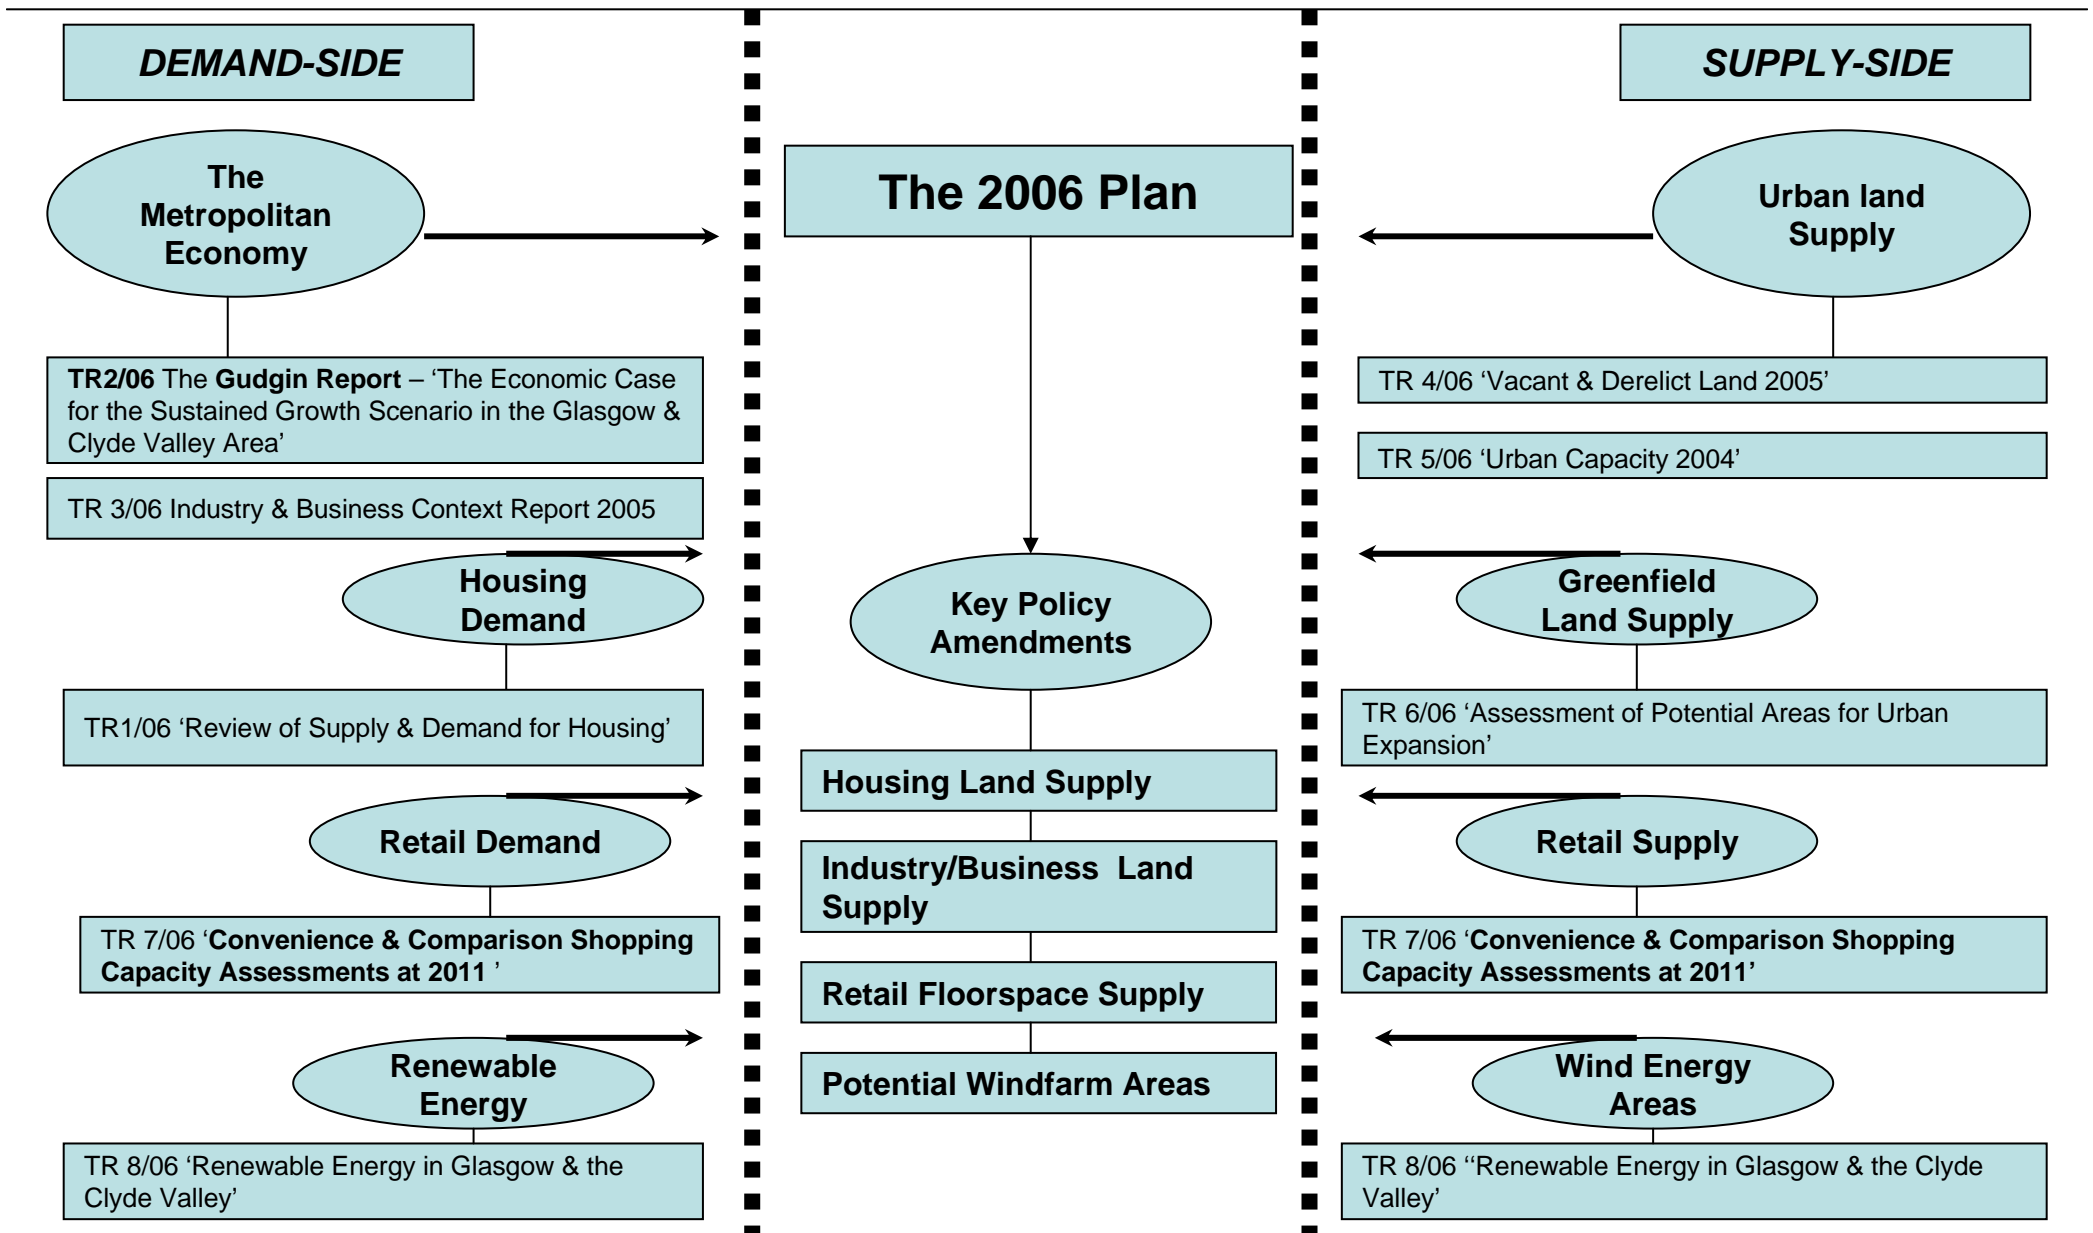 DEMAND-SIDE
The
Metropolitan
Economy
TR2/06 The Gudgin Report – ‘The Economic Case
for the Sustained Growth Scenario in the Glasgow &
Clyde Valley Area’
TR 3/06 Industry & Business Context Report 2005
Housing
Demand
TR1/06 ‘Review of Supply & Demand for Housing’
Retail Demand
TR 7/06 ‘Convenience & Comparison Shopping
Capacity Assessments at 2011 ’
Renewable
Energy
TR 8/06 ‘Renewable Energy in Glasgow & the
Clyde Valley’
The 2006 Plan
Key Policy
Amendments
Housing Land Supply
Industry/Business  Land
Supply
Retail Floorspace Supply
Potential Windfarm Areas
SUPPLY-SIDE
Urban land
Supply
TR 4/06 ‘Vacant & Derelict Land 2005’
TR 5/06 ‘Urban Capacity 2004’
Greenfield
Land Supply
TR 6/06 ‘Assessment of Potential Areas for Urban
Expansion’
Retail Supply
TR 7/06 ‘Convenience & Comparison Shopping
Capacity Assessments at 2011’
Wind Energy
Areas
TR 8/06 ‘‘Renewable Energy in Glasgow & the Clyde
Valley’